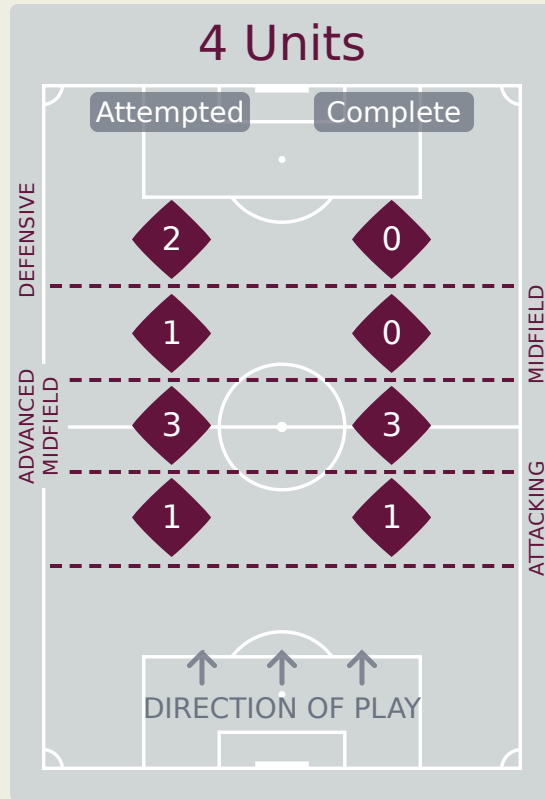 4 Units
Attempted
Complete
DEFENSIVE
2
0
MIDFIELD
1
0
ADVANCED
MIDFIELD
3
3
ATTACKING
1
1
DIRECTION OF PLAY